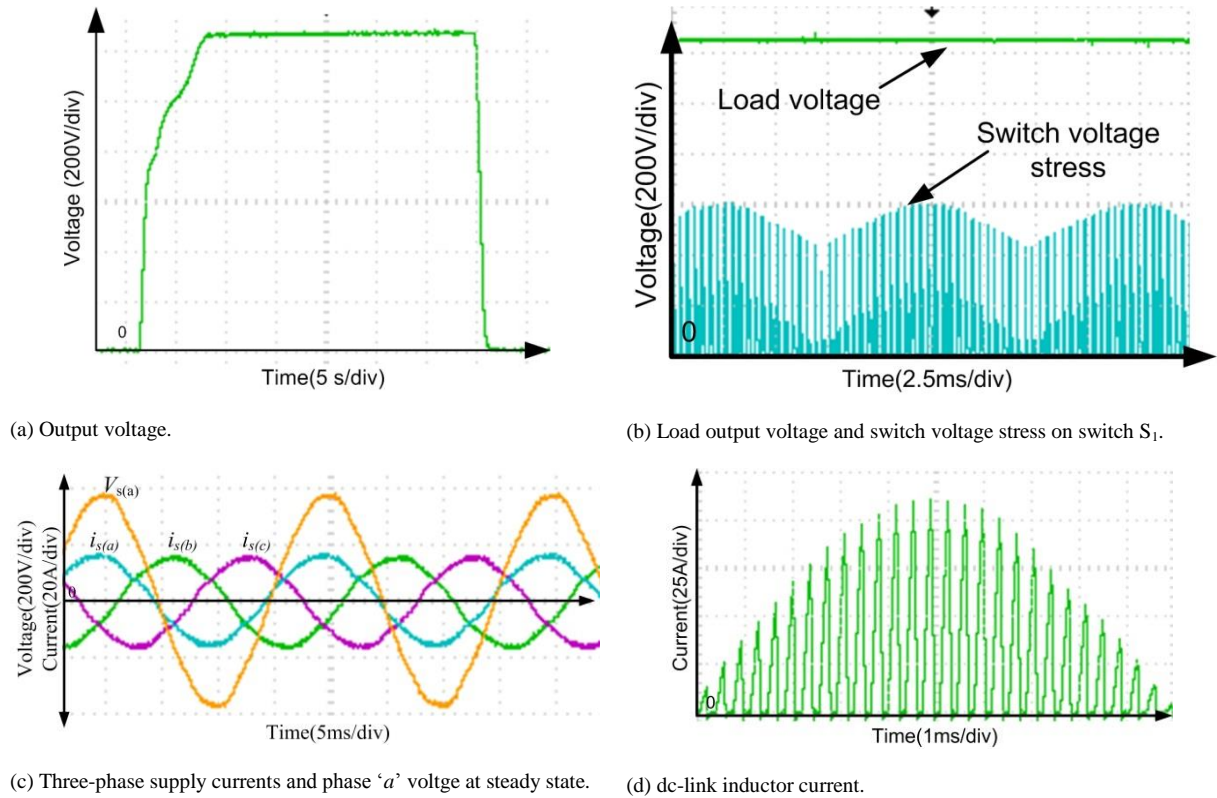 Voltage (200V/div)
0
Time(5 s/div)
(a) Output voltage.
Voltage(200V/div)
Load voltage
Switch voltage
stress
0
Time(2.5ms/div)
(b) Load output voltage and switch voltage stress on switch S₁.
Voltage(200V/div)
Current(20A/div)
Vs(a)
is(a) is(b) is(c)
0
Time(5ms/div)
(c) Three-phase supply currents and phase ‘a’ voltge at steady state.
Current(25A/div)
0
Time(1ms/div)
(d) dc-link inductor current.